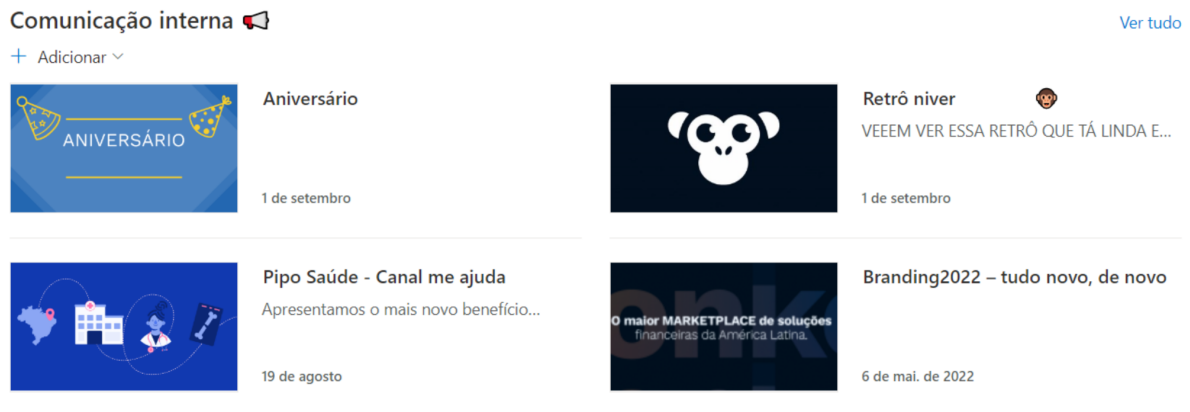 Comunicação interna
Ver tudo
Adicionar
ANIVERSÁRIO
Aniversário
1 de setembro
Retrô niver
VEEEM VER ESSA RETRÔ QUE TÁ LINDA E...
1 de setembro
Pipo Saúde - Canal me ajuda
Apresentamos o mais novo benefício...
19 de agosto
onke
O maior MARKETPLACE de soluções
financeiras da América Latina.
Branding2022 – tudo novo, de novo
6 de mai. de 2022